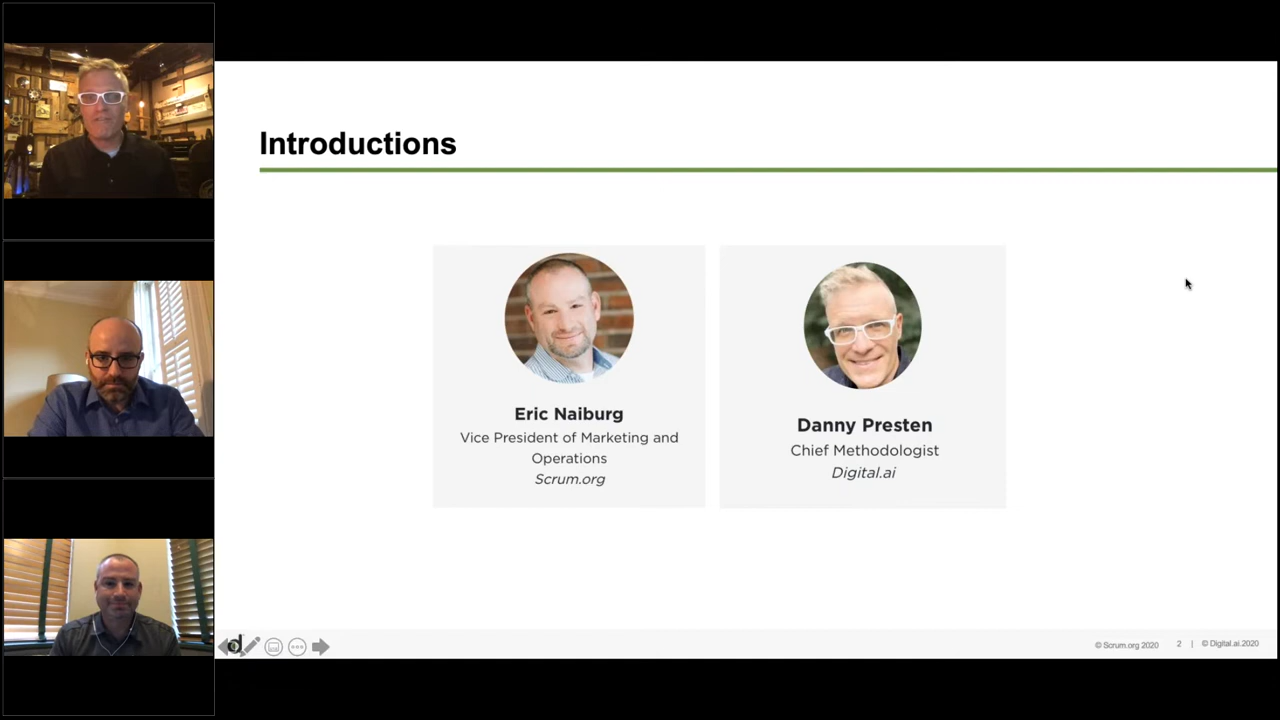 Introductions
Eric Naiburg
Vice President of Marketing and
Operations
Scrum.org
Danny Presten
Chief Methodologist
Digital.ai
d
© Scrum.org 2020 2 | © Digital.ai.2020